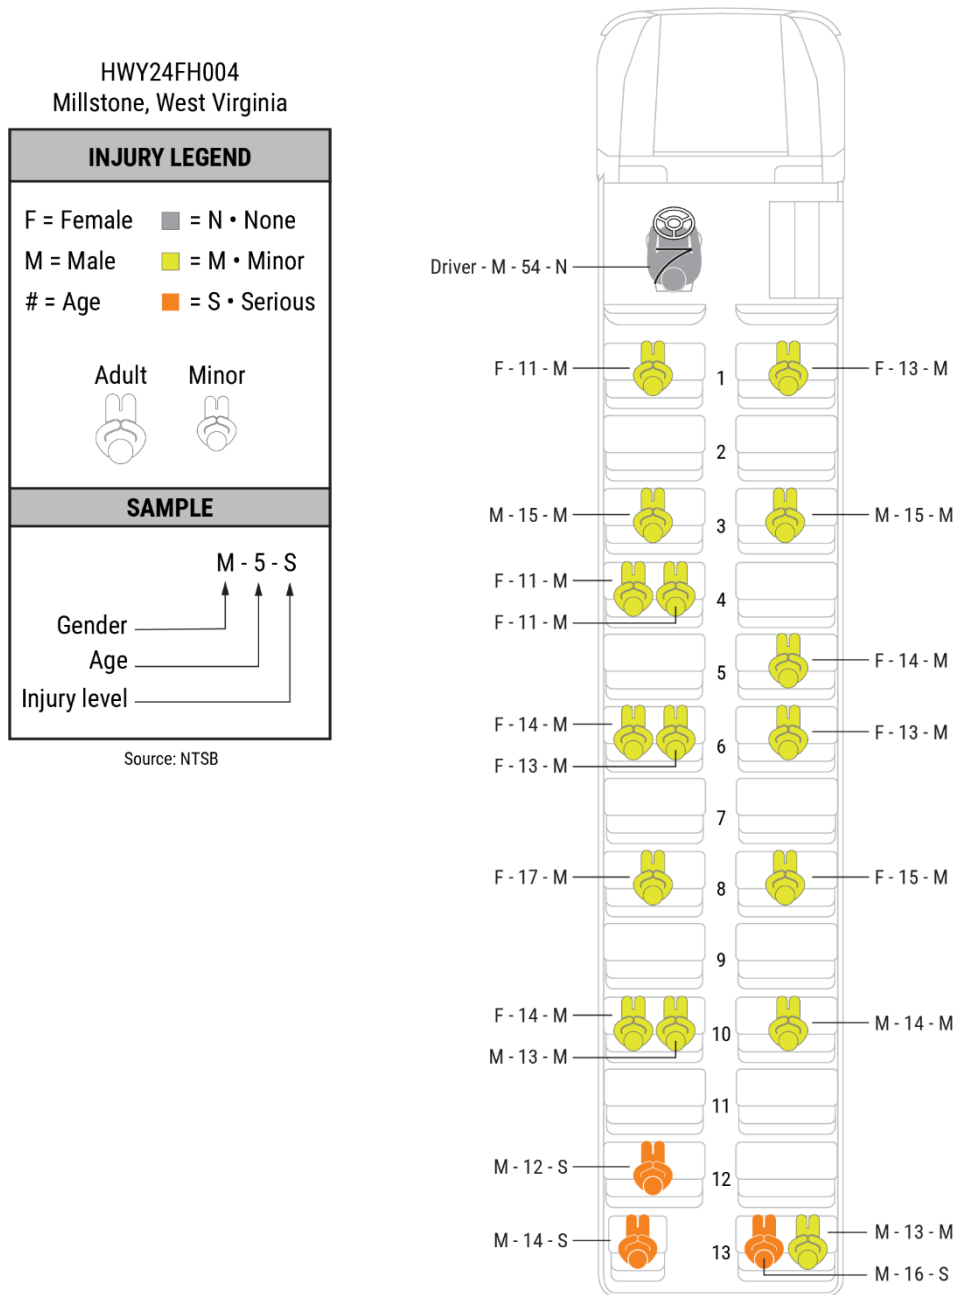 HWY24FH004
Millstone, West Virginia
INJURY LEGEND
F = Female = N • None
M = Male = M • Minor
# = Age = S • Serious
Adult Minor
SAMPLE
M - 5 - S
Gender
Age
Injury level
Source: NTSB
Driver - M - 54 - N
F - 11 - M 1 F - 13 - M
2
M - 15 - M 3 M - 15 - M
F - 11 - M
4
F - 11 - M
5 F - 14 - M
F - 14 - M
6 F - 13 - M
F - 13 - M
7
F - 17 - M 8 F - 15 - M
9
F - 14 - M
10 M - 14 - M
M - 13 - M
11
M - 12 - S 12
M - 13 - M
M - 14 - S 13
M - 16 - S